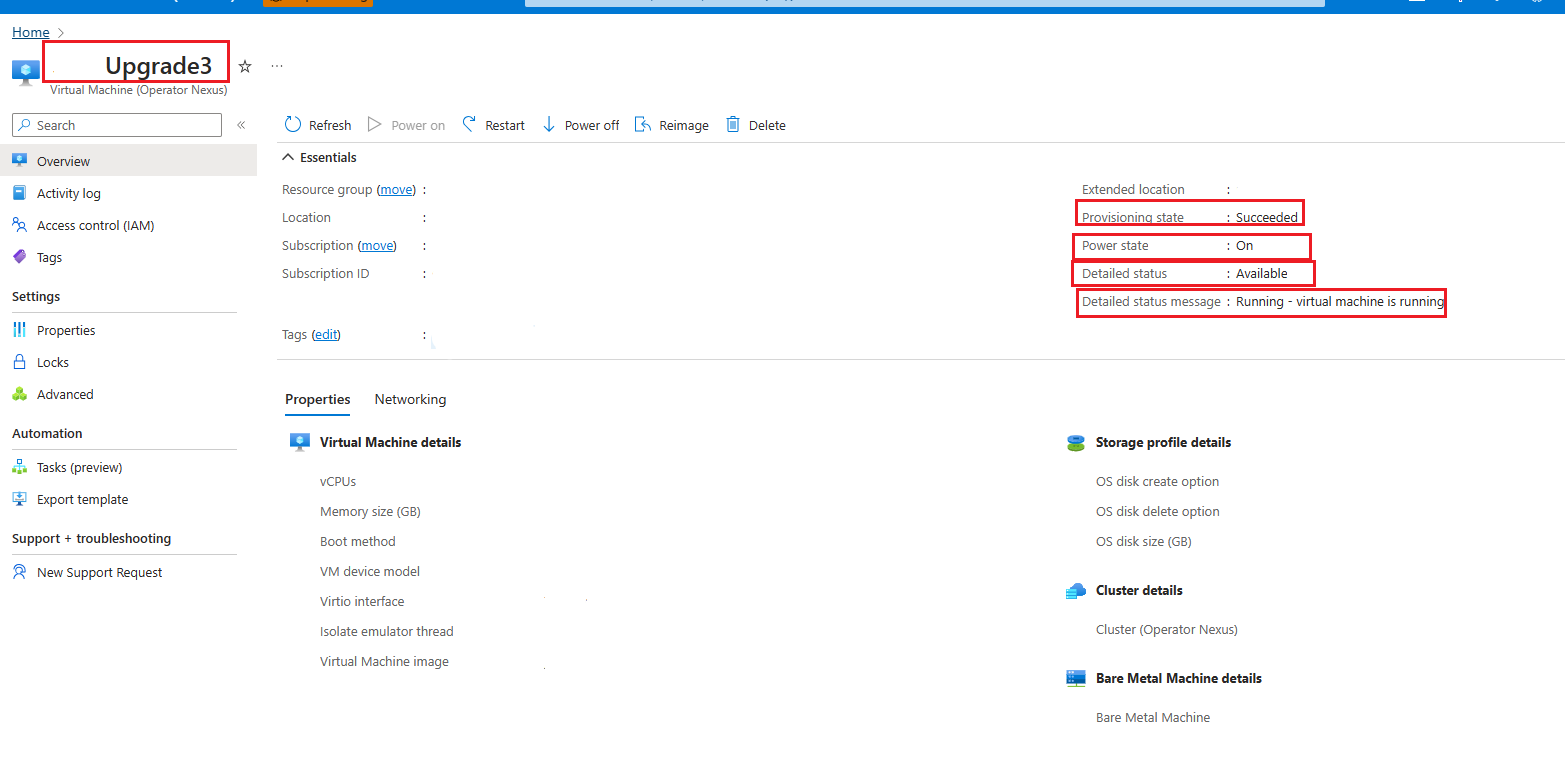 Home
Upgrade3
Virtual Machine (Operator Nexus)
Search
Overview
Activity log
Access control (IAM)
Tags
Settings
Properties
Locks
Advanced
Automation
Tasks (preview)
Export template
Support + troubleshooting
New Support Request
Refresh Power on Restart Power off Reimage Delete
Essentials
Resource group (move) :
Location :
Subscription (move) :
Subscription ID :
Tags (edit) :
Extended location :
Provisioning state : Succeeded
Power state : On
Detailed status : Available
Detailed status message : Running - virtual machine is running
Properties Networking
Virtual Machine details
vCPUs
Memory size (GB)
Boot method
VM device model
Virtio interface
Isolate emulator thread
Virtual Machine image
Storage profile details
OS disk create option
OS disk delete option
OS disk size (GB)
Cluster details
Cluster (Operator Nexus)
Bare Metal Machine details
Bare Metal Machine